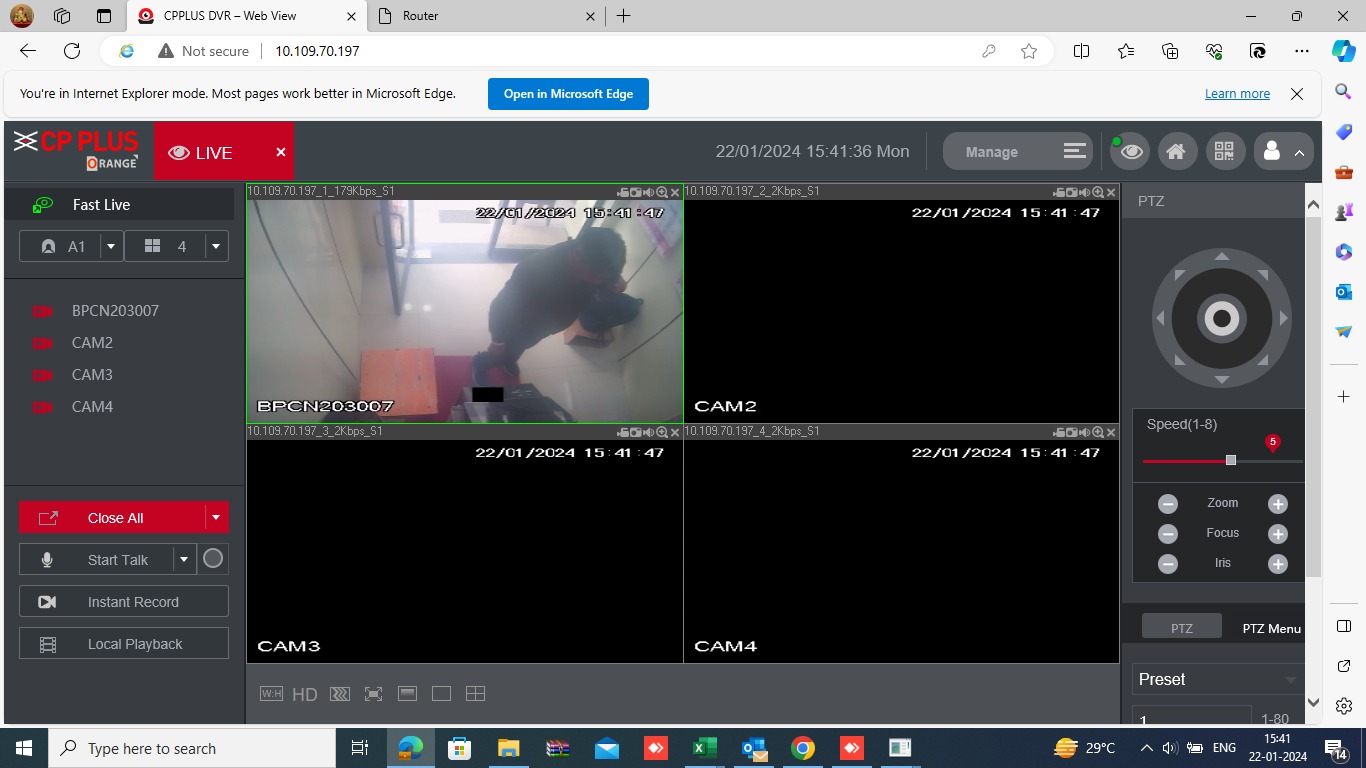 CPPLUS DVR – Web View
Router
Not secure
10.109.70.197
You're in Internet Explorer mode. Most pages work better in Microsoft Edge.
Open in Microsoft Edge
Learn more
CP PLUS
ORANGE
LIVE
22/01/2024 15:41:36 Mon
Manage
Fast Live
A1
4
BPCN203007
CAM2
CAM3
CAM4
Close All
Start Talk
Instant Record
Local Playback
10.109.70.197_1_179Kbps_S1
22/01/2024 15:41:47
BPCN203007
10.109.70.197_2_2Kbps_S1
22/01/2024 15:41:47
CAM2
10.109.70.197_3_2Kbps_S1
22/01/2024 15:41:47
CAM3
10.109.70.197_4_2Kbps_S1
22/01/2024 15:41:47
CAM4
W:H
HD
PTZ
Speed(1-8)
5
Zoom
Focus
Iris
PTZ
PTZ Menu
Preset
1
1-80
Type here to search
29°C
ENG
15:41
22-01-2024
14